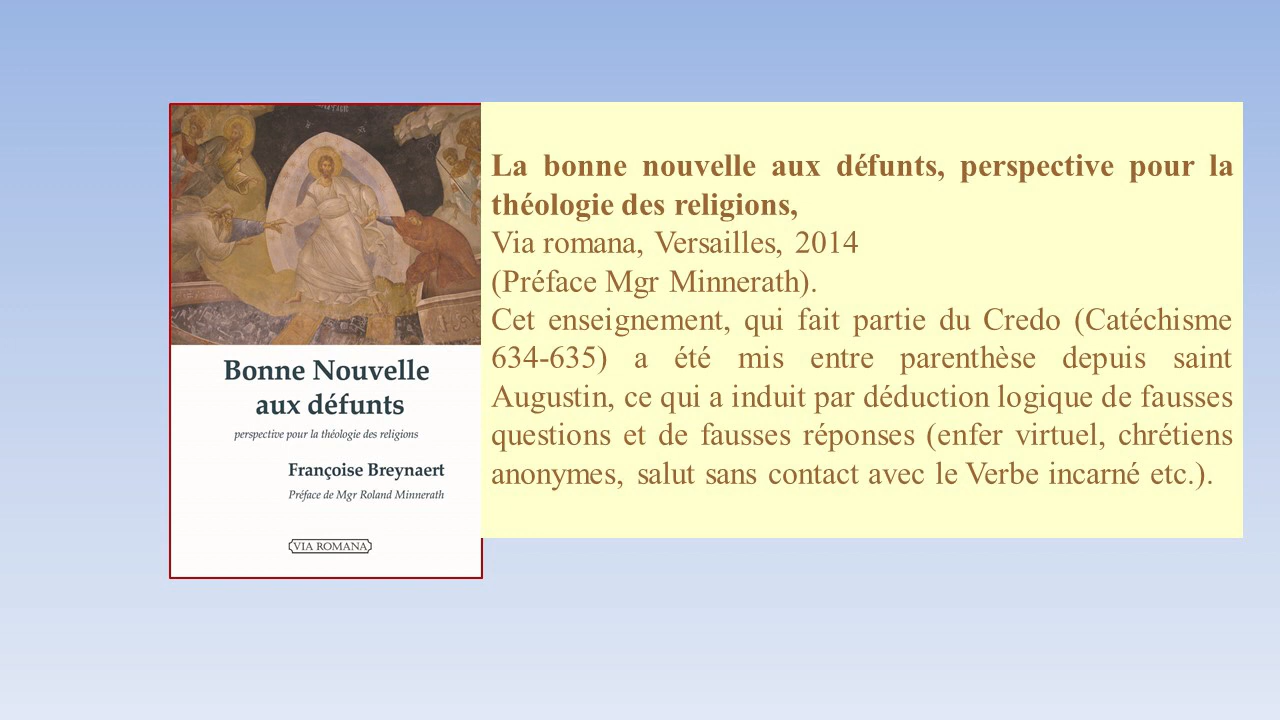 La bonne nouvelle aux défunts, perspective pour la
théologie des religions,
Via romana, Versailles, 2014
(Préface Mgr Minnerath).
Cet enseignement, qui fait partie du Credo (Catéchisme
634-635) a été mis entre parenthèse depuis saint
Augustin, ce qui a induit par déduction logique de fausses
questions et de fausses réponses (enfer virtuel, chrétiens
anonymes, salut sans contact avec le Verbe incarné etc.).
Bonne Nouvelle
aux défunts
perspective pour la théologie des religions
Françoise Breynaert
Préface de Mgr Roland Minnerath
VIA ROMANA